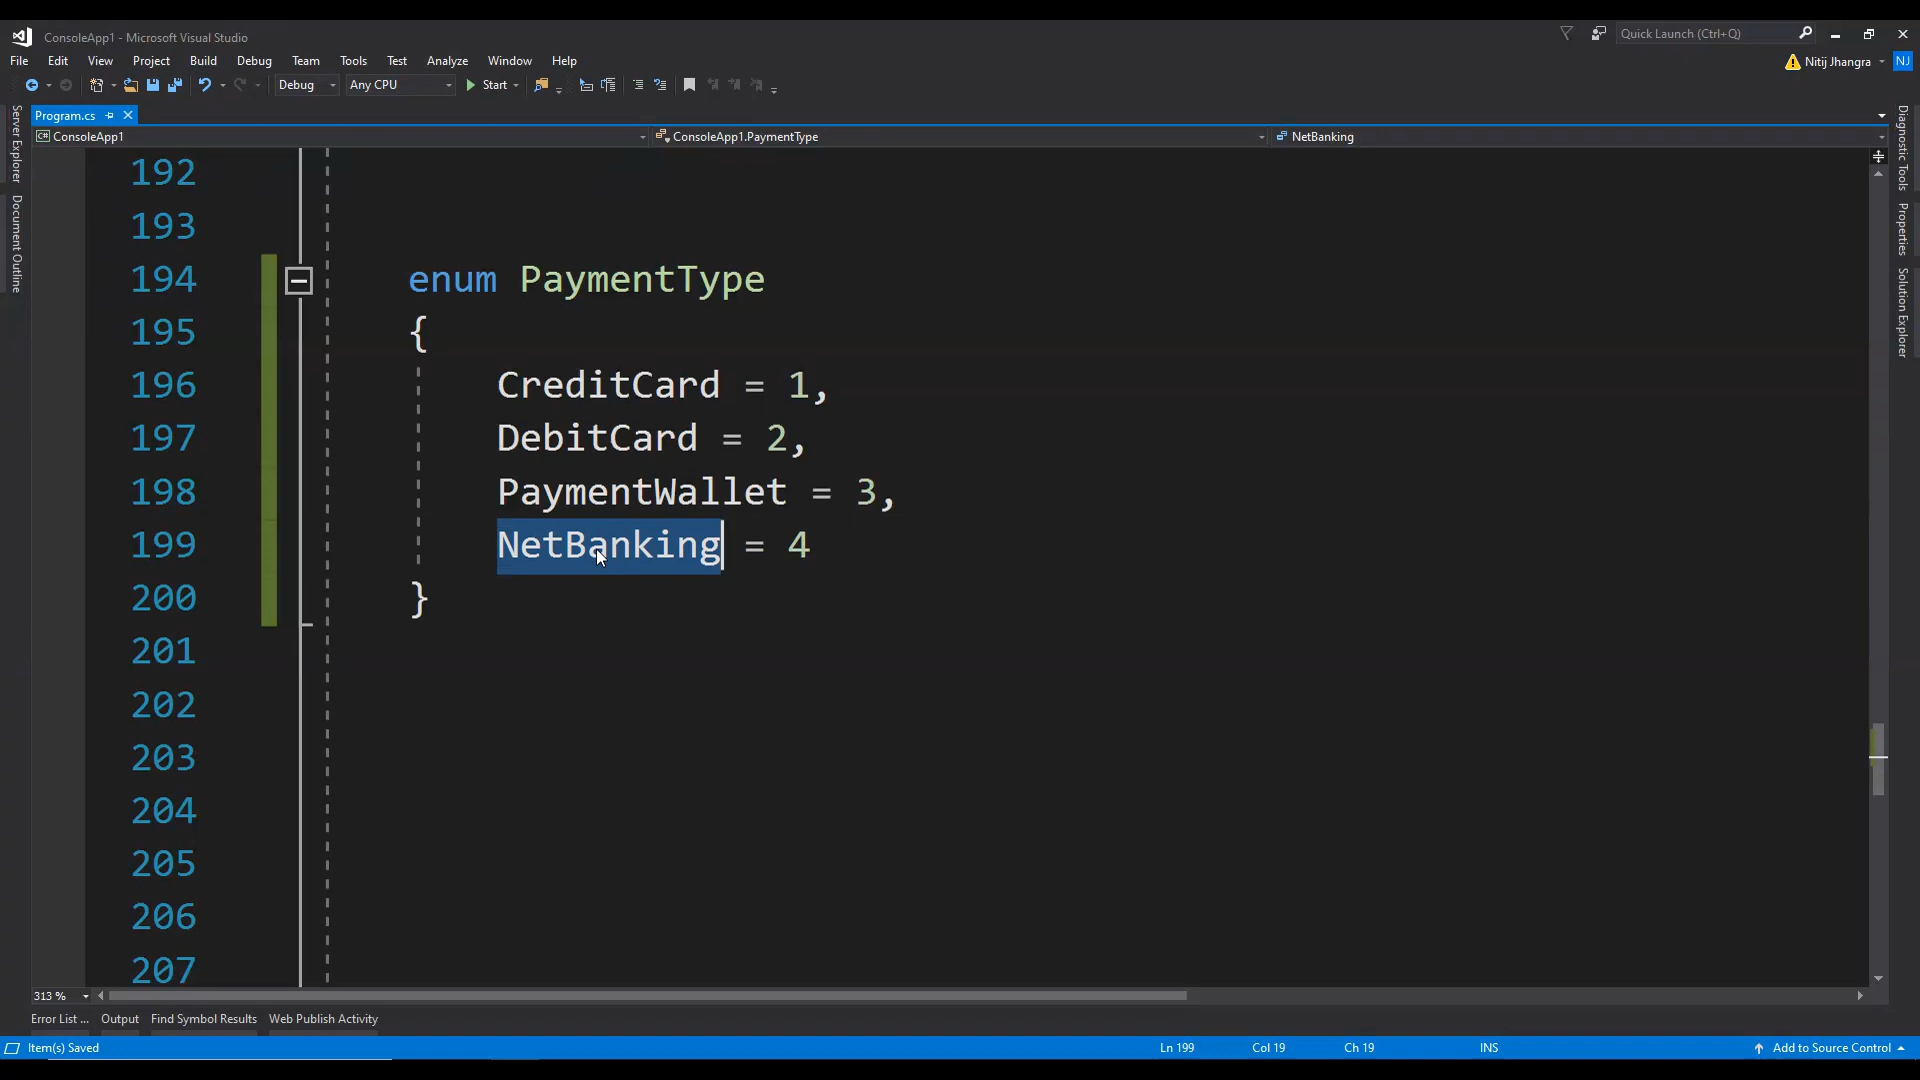 ConsoleApp1 - Microsoft Visual Studio
Quick Launch (Ctrl+Q)
File Edit View Project Build Debug Team Tools Test Analyze Window Help
Nitij Jhangra NJ
Debug Any CPU Start
Program.cs
ConsoleApp1 ConsoleApp1.PaymentType NetBanking
Server Explorer
Document Outline
Diagnostic Tools
Properties
Solution Explorer
192
193
194 enum PaymentType
195 {
196 CreditCard = 1,
197 DebitCard = 2,
198 PaymentWallet = 3,
199 NetBanking = 4
200 }
201
202
203
204
205
206
207
313 %
Error List ... Output Find Symbol Results Web Publish Activity
Item(s) Saved Ln 199 Col 19 Ch 19 INS Add to Source Control